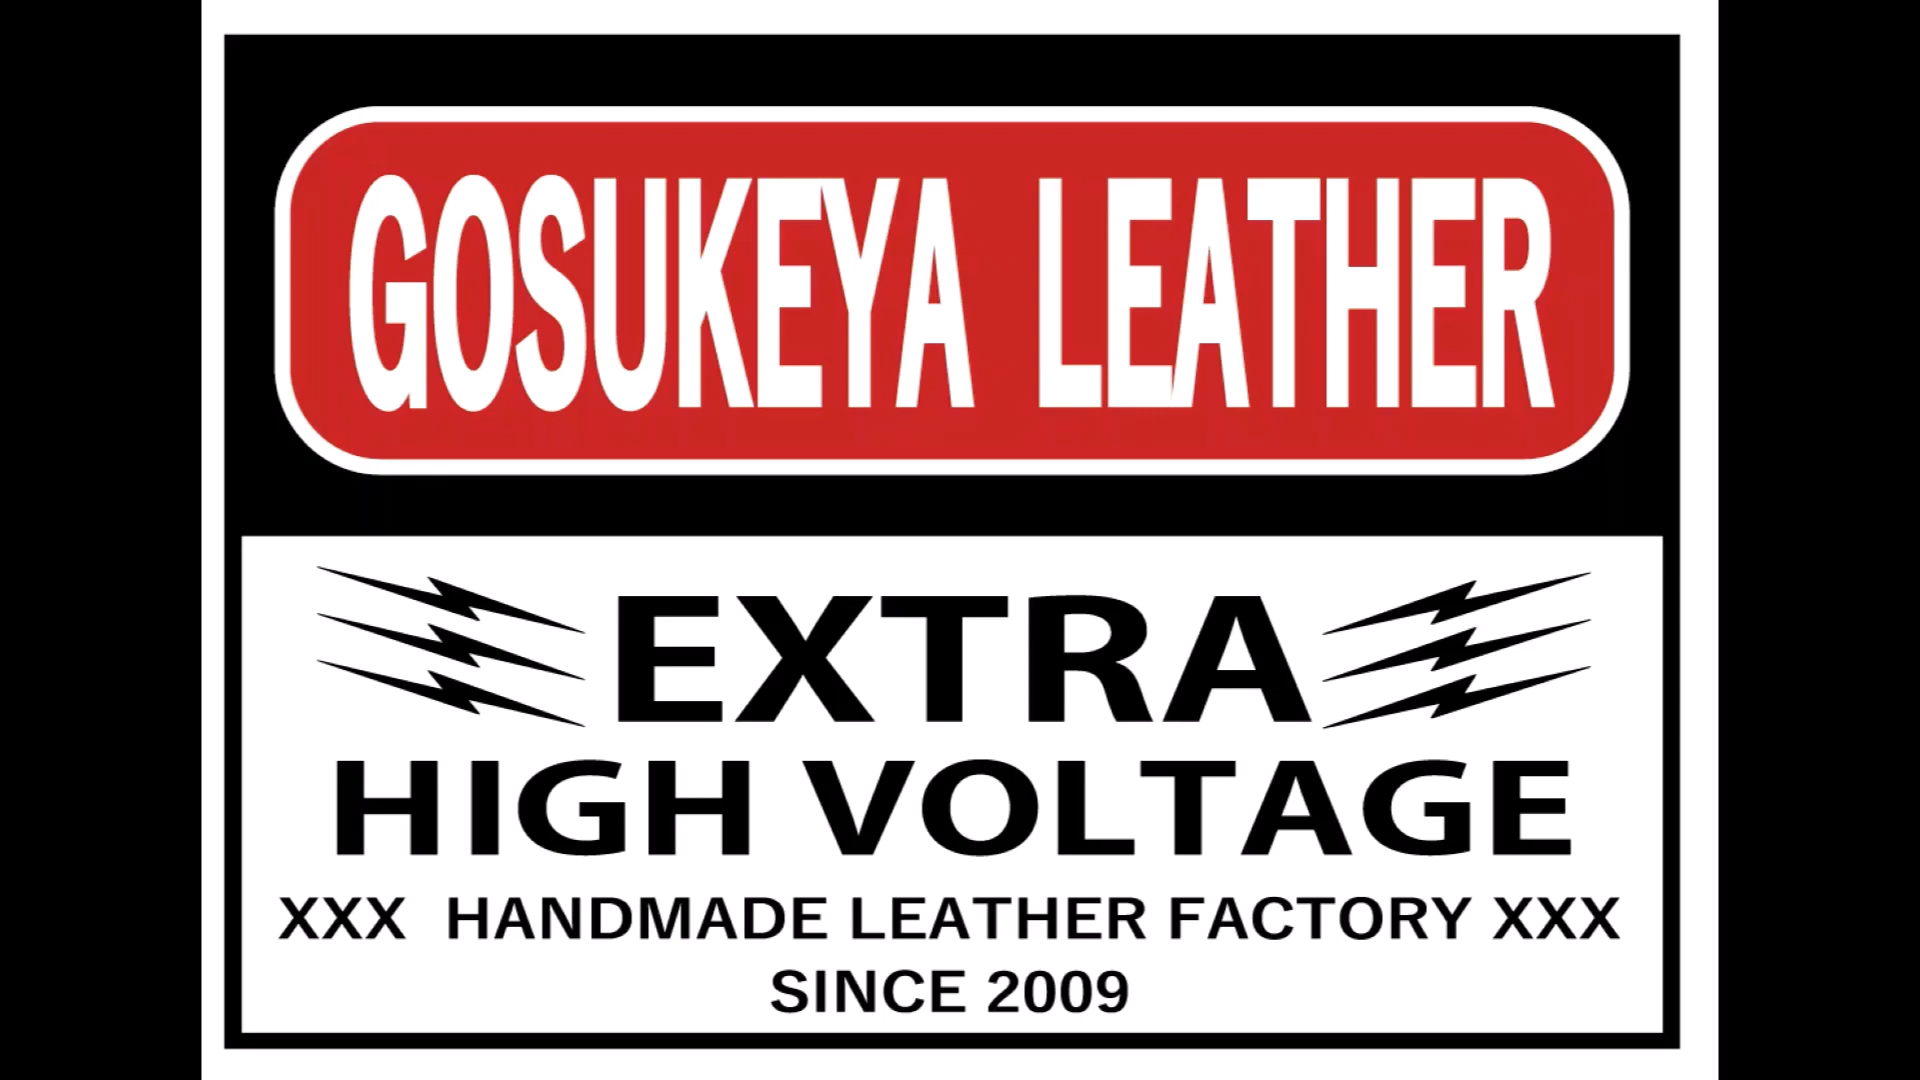 GOSUKEYA LEATHER
EXTRA
HIGH VOLTAGE
XXX HANDMADE LEATHER FACTORY XXX
SINCE 2009